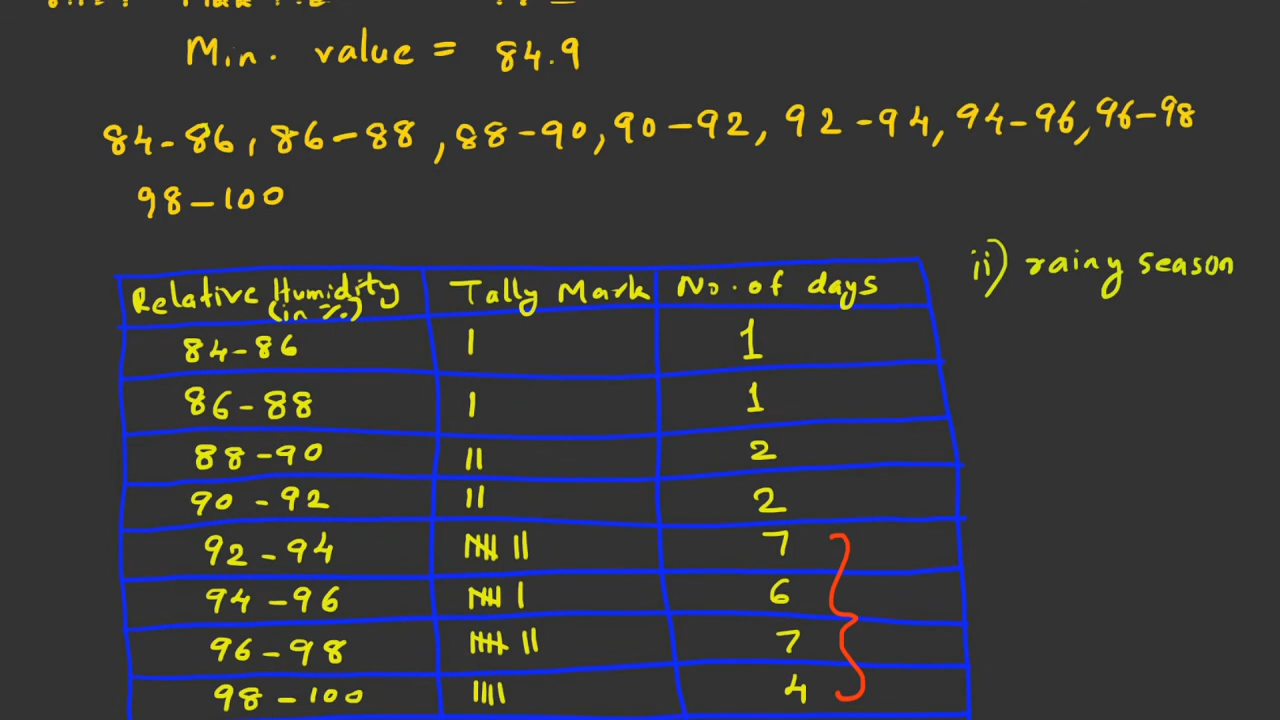 Min. value = 84.9
84-86, 86-88, 88-90, 90-92, 92-94, 94-96, 96-98
98-100
ii) rainy season
Relative Humidity (in %) Tally Mark No. of days
84-86 | 1
86-88 | 1
88-90 || 2
90-92 || 2
92-94 |||| || 7
94-96 |||| | 6
96-98 |||| || 7
98-100 |||| 4